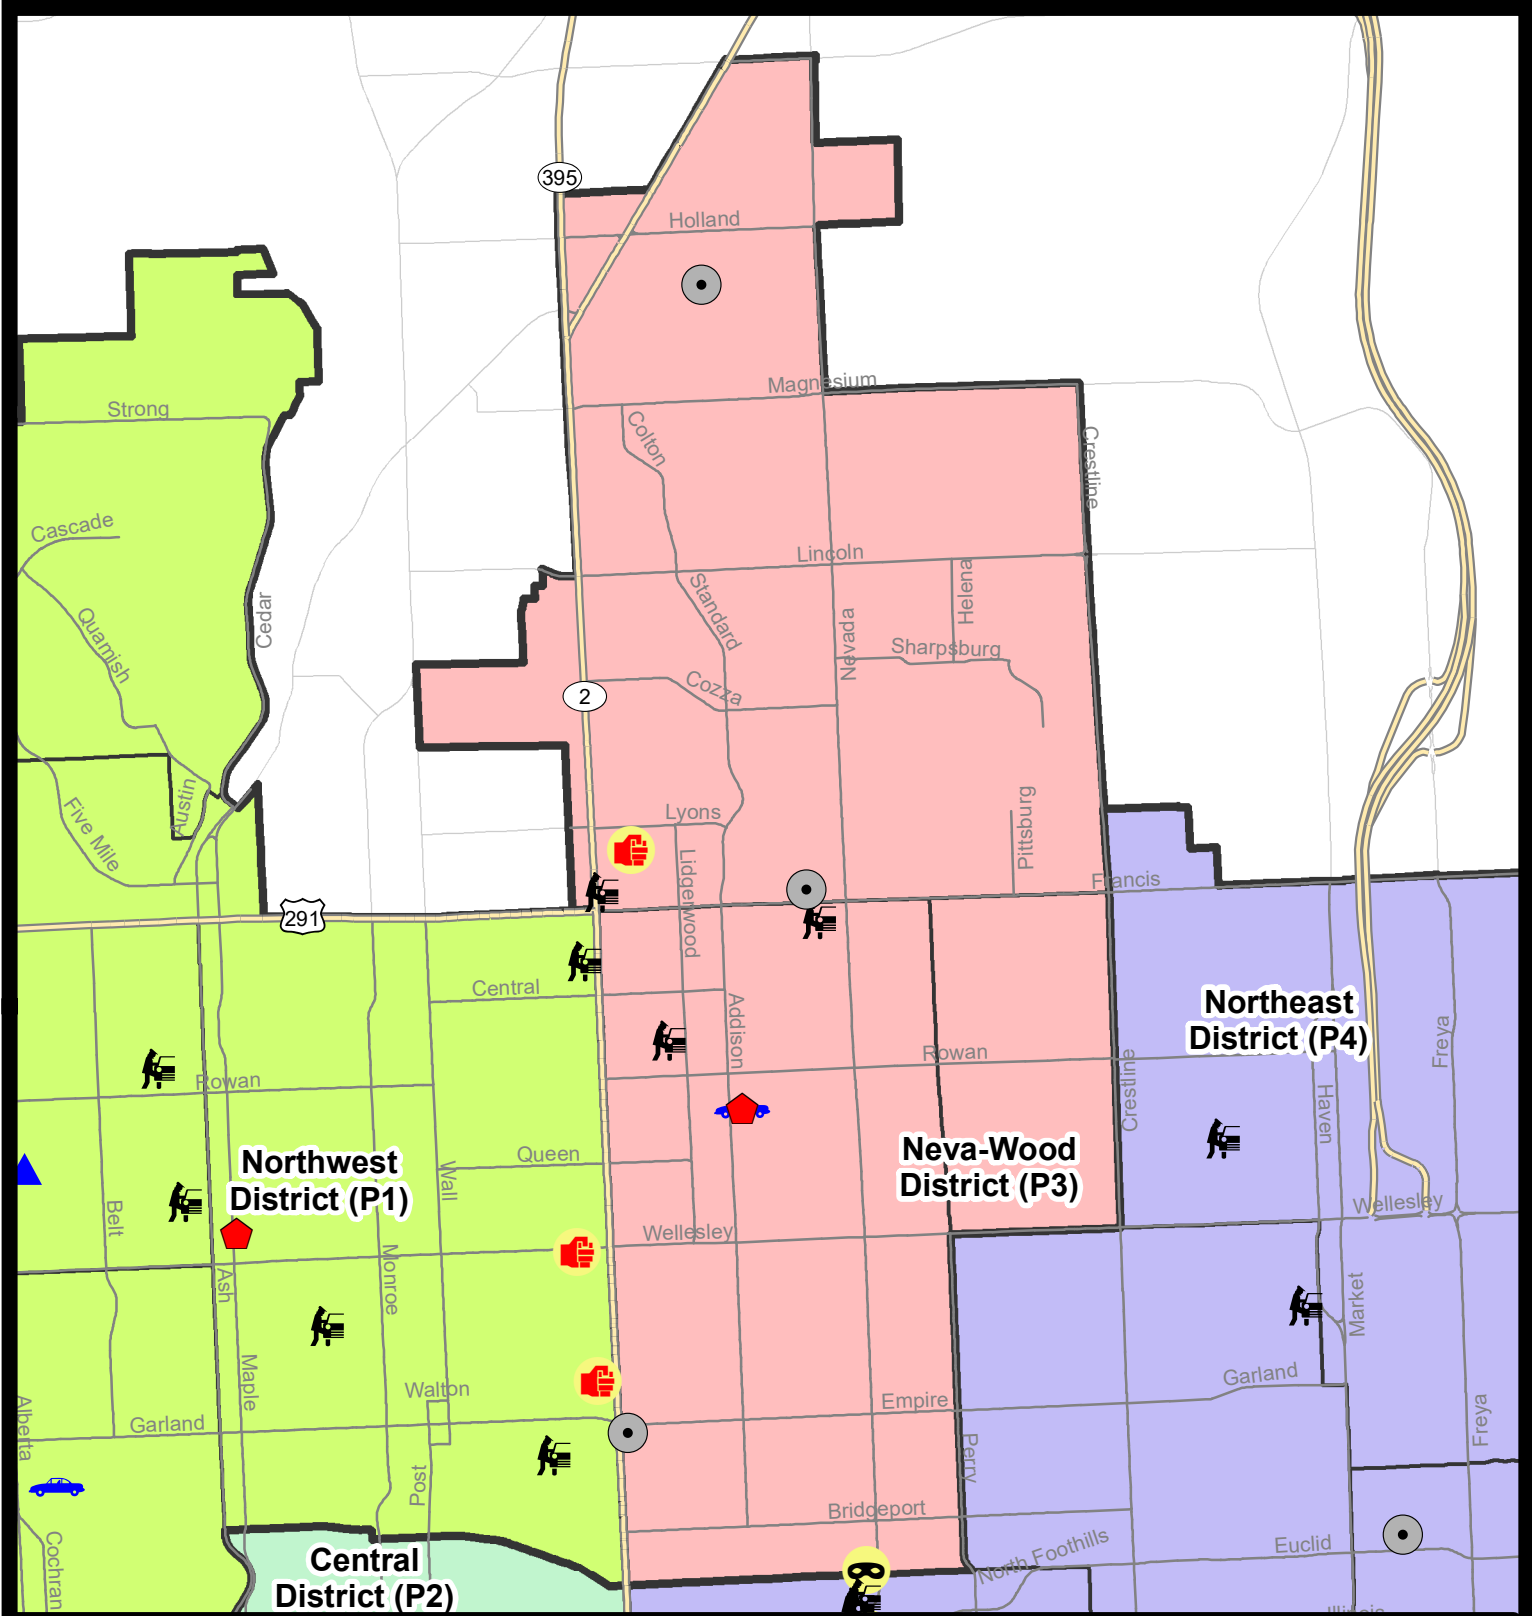 395
Holland
Magnesium
Strong
Colton
Crestline
Cascade
Lincoln
Helena
Standard
Cedar
Quamish
Nevada
Sharpsburg
Cozza
2
Five Mile
Austin
Lyons
Pittsburg
Lidgerwood
Francis
291
Central
Addison
Northeast
District (P4)
Freya
Rowan
Rowan
Crestline
Haven
Northwest
District (P1)
Queen
Wall
Neva-Wood
District (P3)
Belt
Wellesley
Wellesley
Ash
Monroe
Market
Maple
Walton
Garland
Empire
Garland
Alberta
Freya
Perry
Post
Bridgeport
Cochran
Central
District (P2)
North Foothills
Euclid